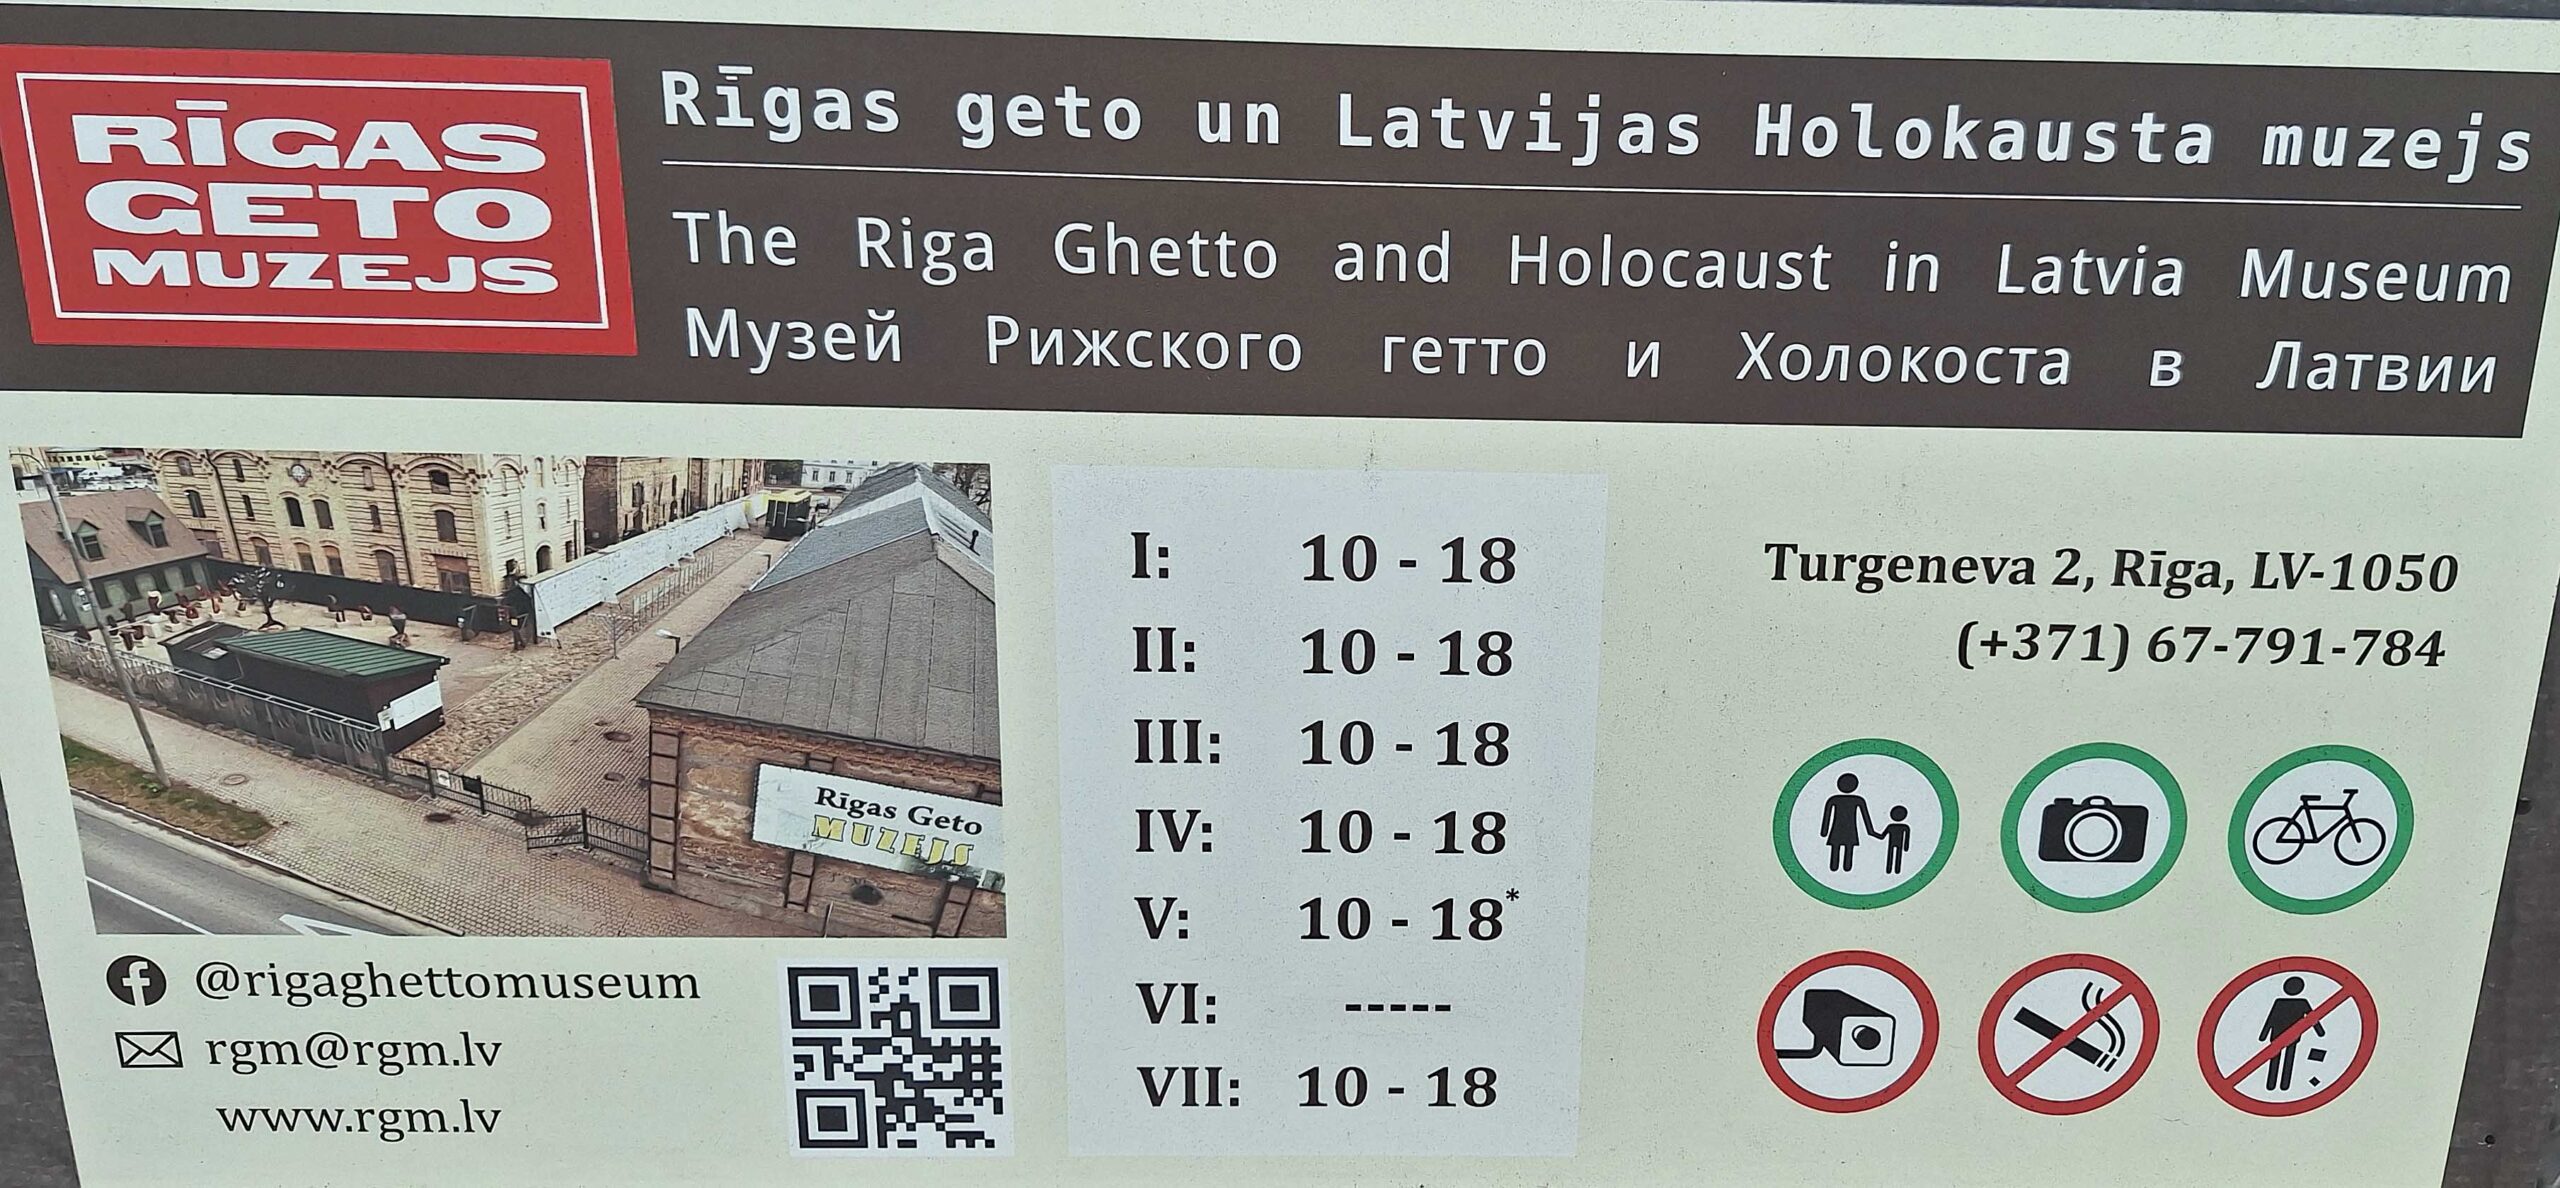 RĪGAS
GETO
MUZEJS
Rīgas geto un Latvijas Holokausta muzejs
The Riga Ghetto and Holocaust in Latvia Museum
Музей Рижского гетто и Холокоста в Латвии
Rīgas Geto
MUZEJS
@rigaghettomuseum
rgm@rgm.lv
www.rgm.lv
I: 10 - 18
II: 10 - 18
III: 10 - 18
IV: 10 - 18
V: 10 - 18*
VI: -----
VII: 10 - 18
Turgeneva 2, Rīga, LV-1050
(+371) 67-791-784